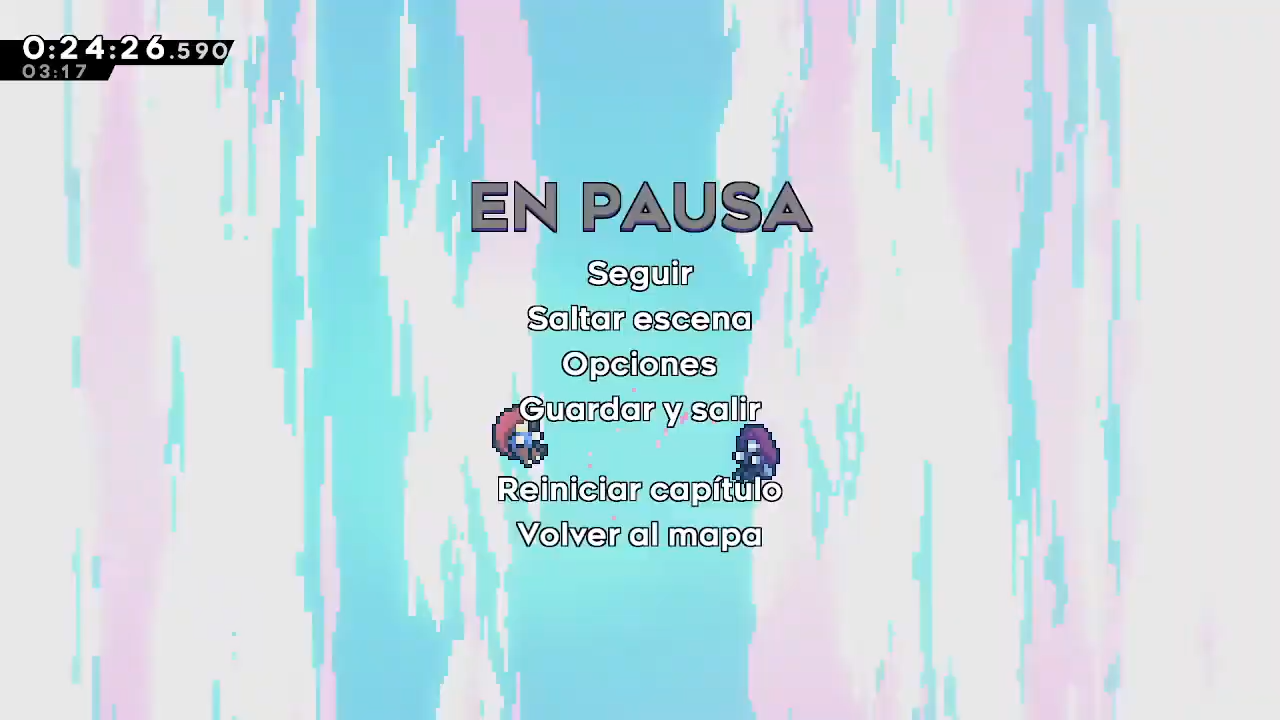 0:24:26.590
03:17
EN PAUSA
Seguir
Saltar escena
Opciones
Guardar y salir
Reiniciar capítulo
Volver al mapa